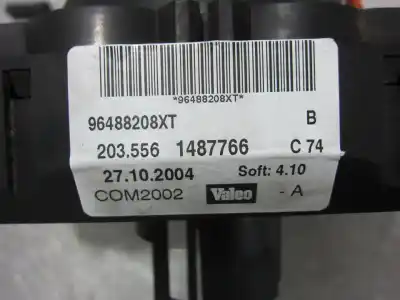 *96488208XT*
96488208XT B
203.556 1487766 C 74
27.10.2004 Soft: 4.10
COM2002 Valeo - A